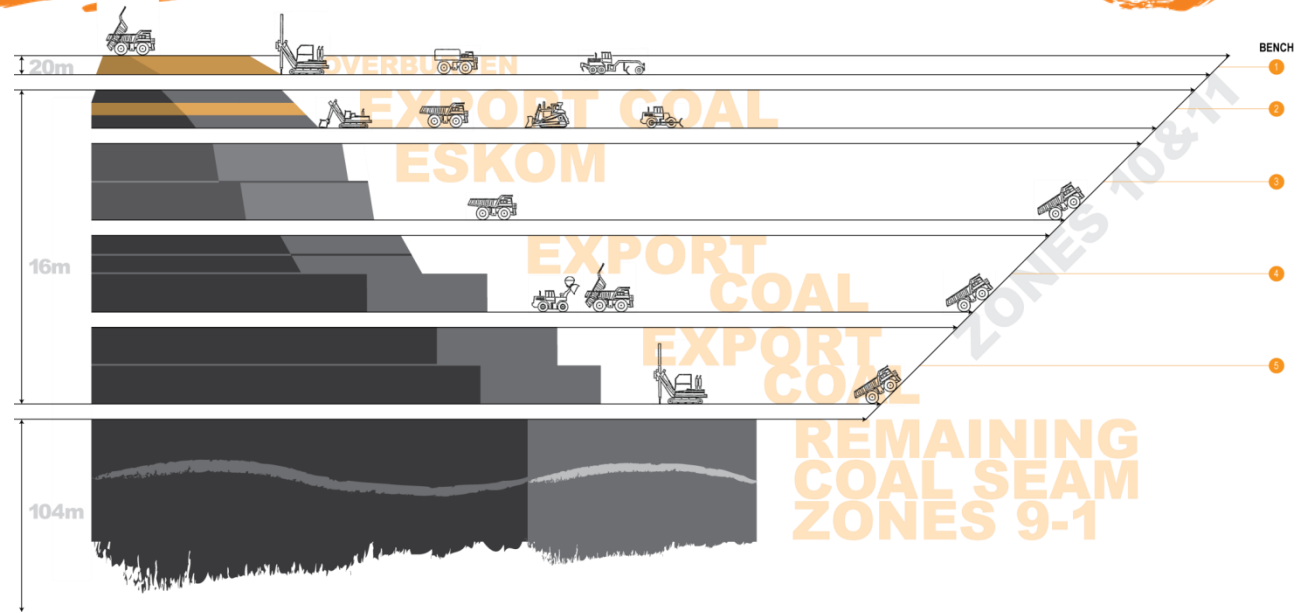 BENCH
20m
OVERBURDEN
1
EXPORT COAL
2
ESKOM
ZONES 10&11
3
16m
EXPORT
COAL
4
EXPORT
COAL
5
REMAINING
COAL SEAM
ZONES 9-1
104m